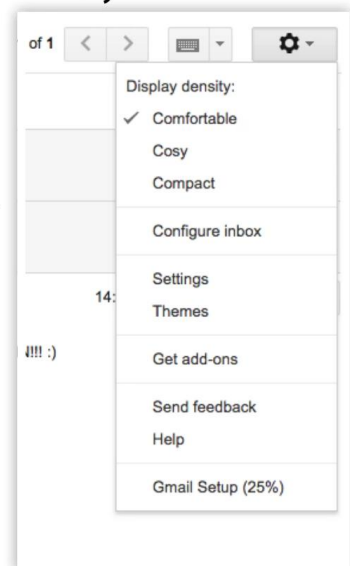 of 1
Display density:
✓ Comfortable
Cosy
Compact
Configure inbox
Settings
14:
Themes
!!! :)
Get add-ons
Send feedback
Help
Gmail Setup (25%)